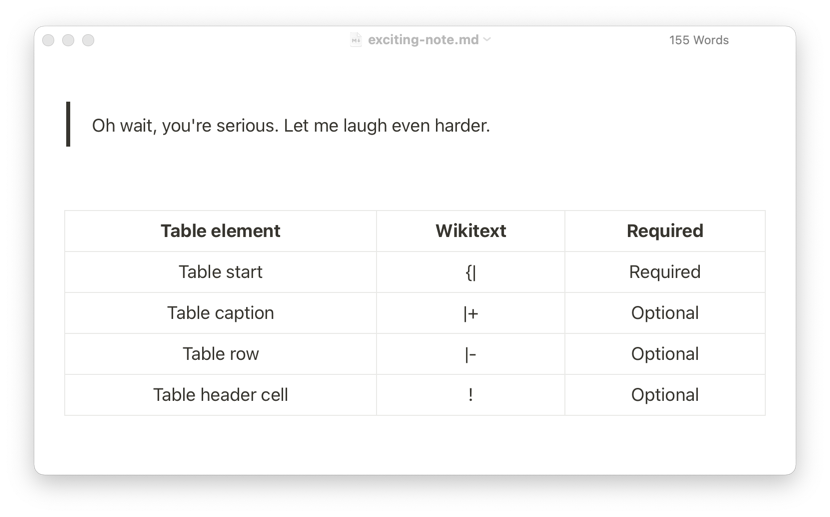 exciting-note.md
155 Words
Oh wait, you're serious. Let me laugh even harder.
Table element Wikitext Required
Table start {| Required
Table caption |+ Optional
Table row |- Optional
Table header cell ! Optional